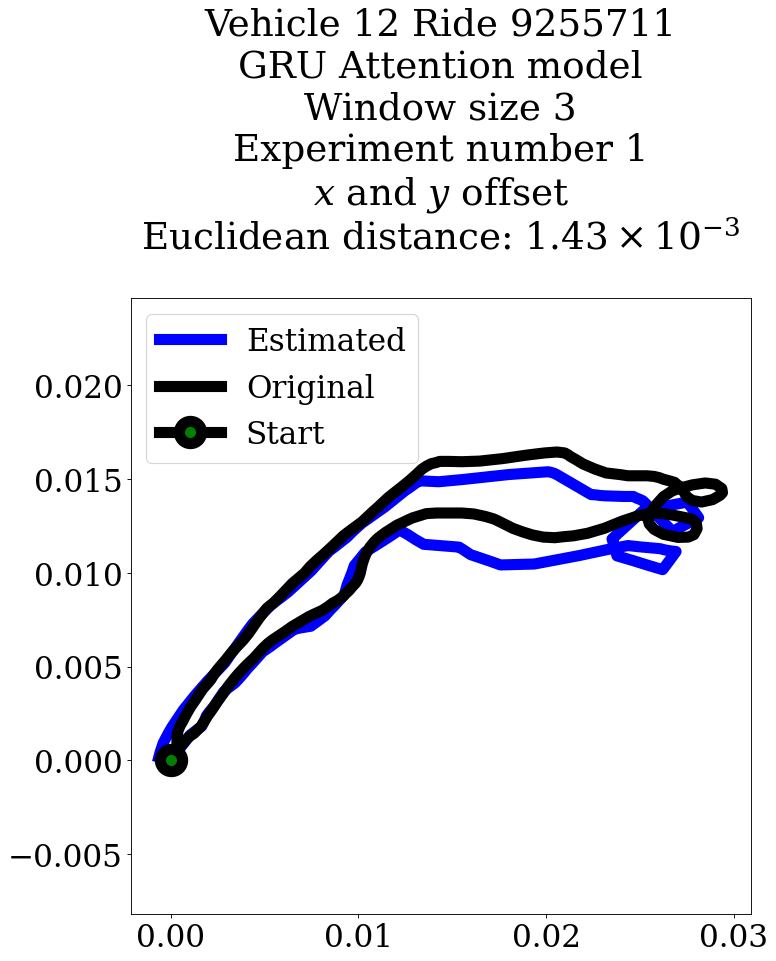 Vehicle 12 Ride 9255711
GRU Attention model
Window size 3
Experiment number 1
x and y offset
Euclidean distance: 1.43 × 10⁻³
Estimated
Original
Start
0.020
0.015
0.010
0.005
0.000
−0.005
0.00 0.01 0.02 0.03